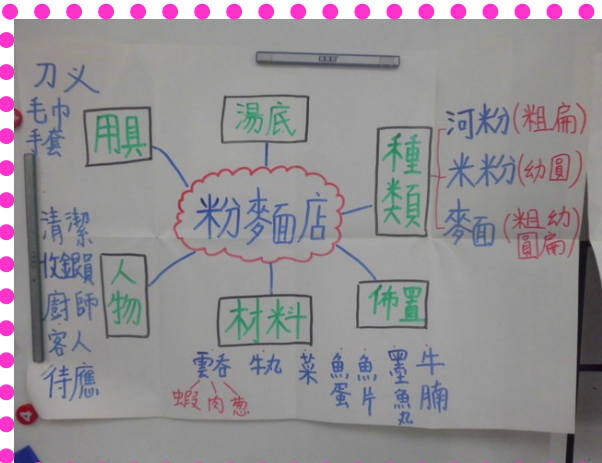 刀义
毛巾
手套
用具
湯底
種類
河粉(粗扁)
米粉(幼圓)
麥面(粗幼圓扁)
粉麵店
清潔
收銀員
廚師
客人
侍應
人物
材料
佈置
雲吞 牛丸 菜 魚蛋 魚片 墨魚丸 牛腩
蝦 肉 葱